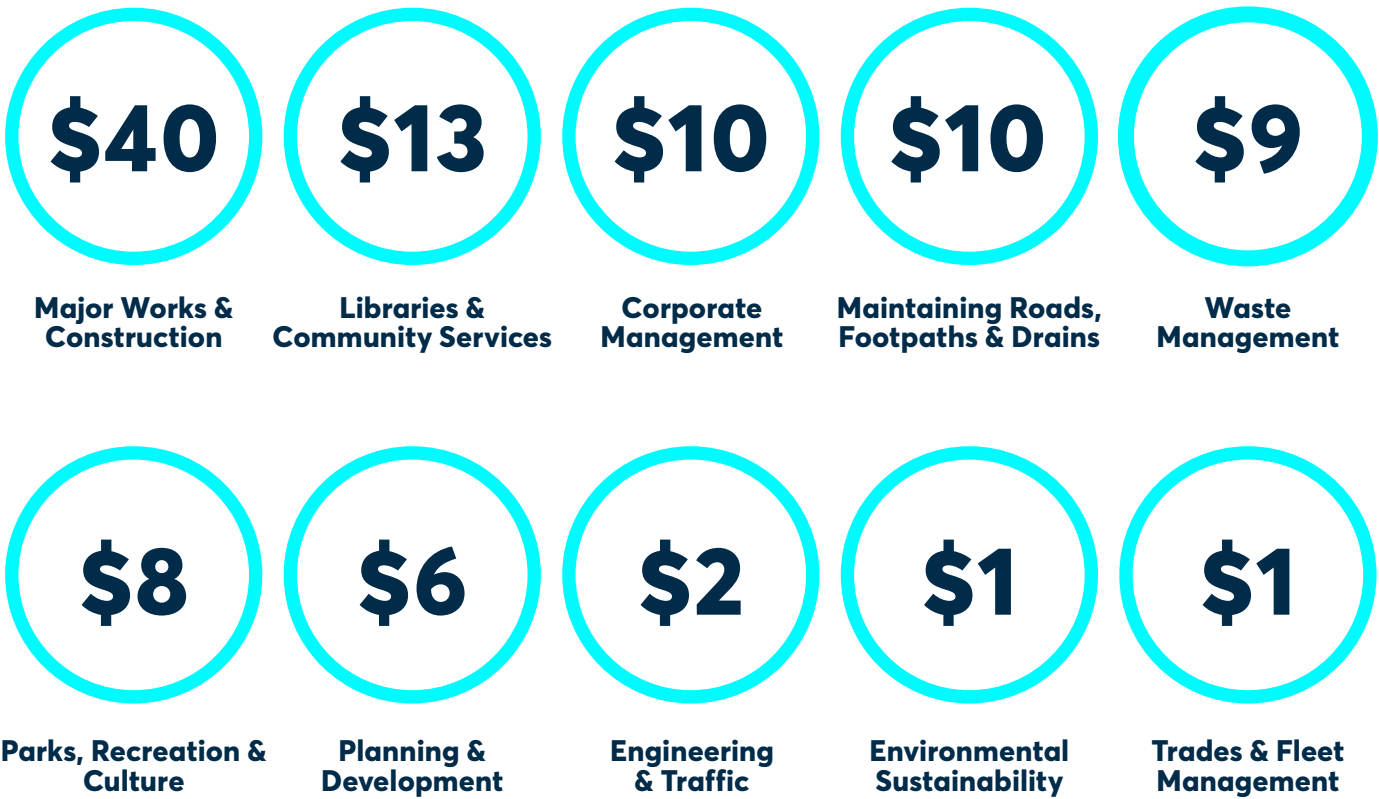 $40
$13
$10
$10
$9
Major Works &
Construction
Libraries &
Community Services
Corporate
Management
Maintaining Roads,
Footpaths & Drains
Waste
Management
$8
$6
$2
$1
$1
Parks, Recreation &
Culture
Planning &
Development
Engineering
& Traffic
Environmental
Sustainability
Trades & Fleet
Management